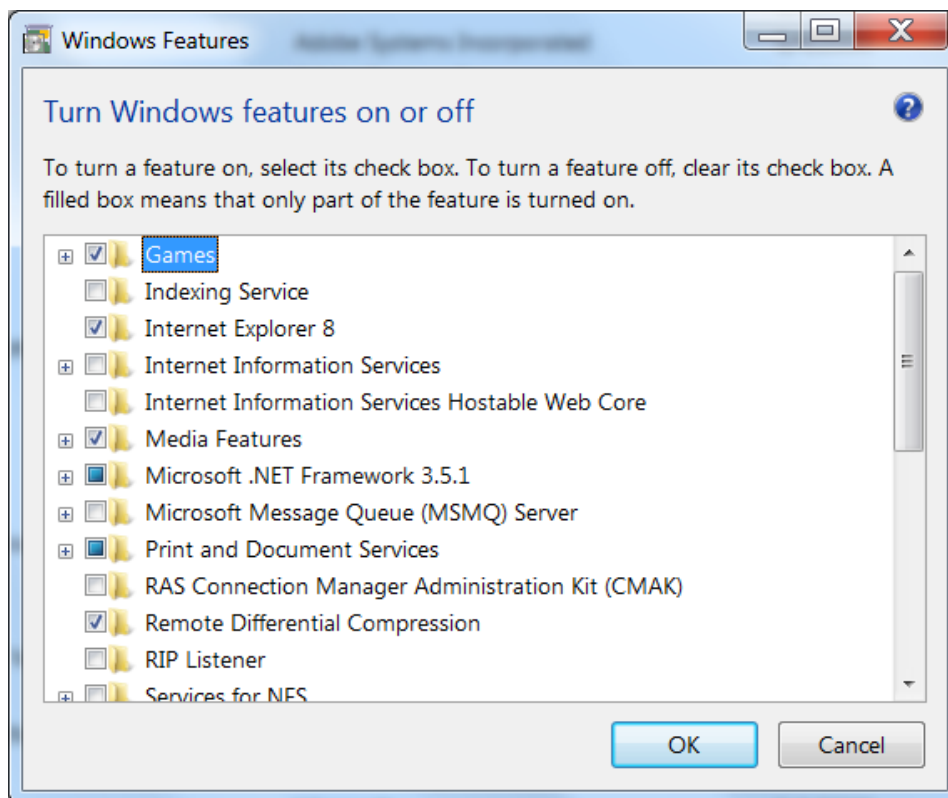 Windows Features
Turn Windows features on or off
To turn a feature on, select its check box. To turn a feature off, clear its check box. A
filled box means that only part of the feature is turned on.
Games
Indexing Service
Internet Explorer 8
Internet Information Services
Internet Information Services Hostable Web Core
Media Features
Microsoft .NET Framework 3.5.1
Microsoft Message Queue (MSMQ) Server
Print and Document Services
RAS Connection Manager Administration Kit (CMAK)
Remote Differential Compression
RIP Listener
Services for NFS
OK Cancel